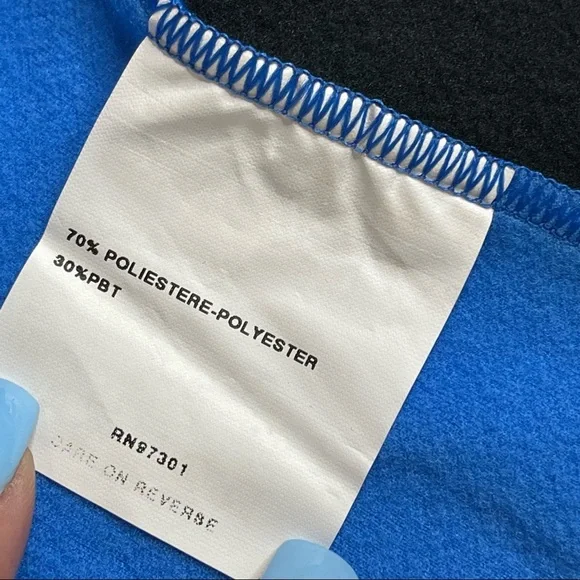 70% POLIESTERE-POLYESTER
30%PBT
RN97301
CARE ON REVERSE